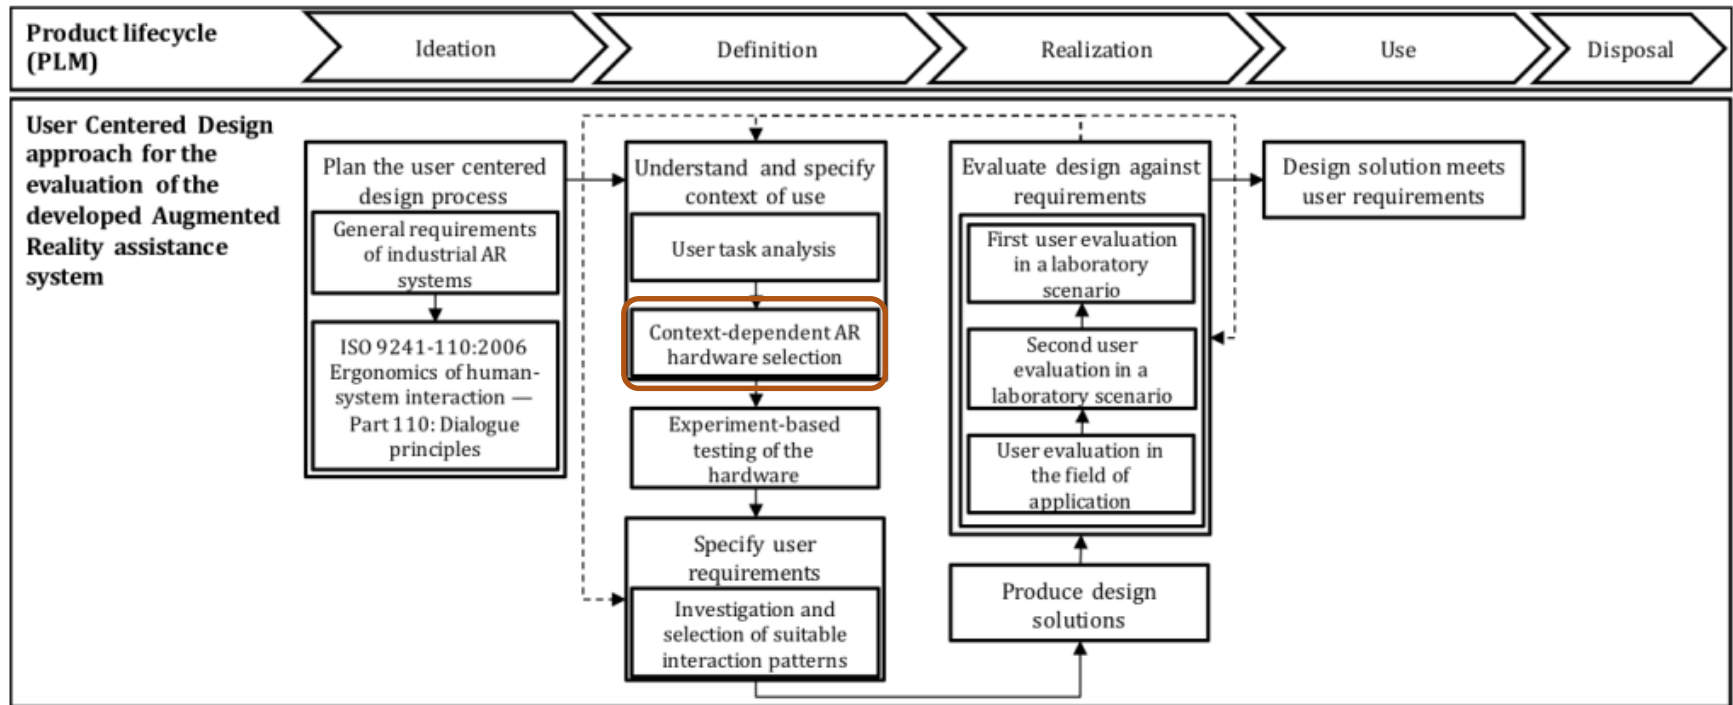 Product lifecycle
(PLM)
Ideation
Definition
Realization
Use
Disposal
User Centered Design
approach for the
evaluation of the
developed Augmented
Reality assistance
system
Plan the user centered
design process
General requirements
of industrial AR
systems
ISO 9241-110:2006
Ergonomics of human-
system interaction —
Part 110: Dialogue
principles
Understand and specify
context of use
User task analysis
Context-dependent AR
hardware selection
Experiment-based
testing of the
hardware
Specify user
requirements
Investigation and
selection of suitable
interaction patterns
Evaluate design against
requirements
First user evaluation
in a laboratory
scenario
Second user
evaluation in a
laboratory scenario
User evaluation in
the field of
application
Produce design
solutions
Design solution meets
user requirements